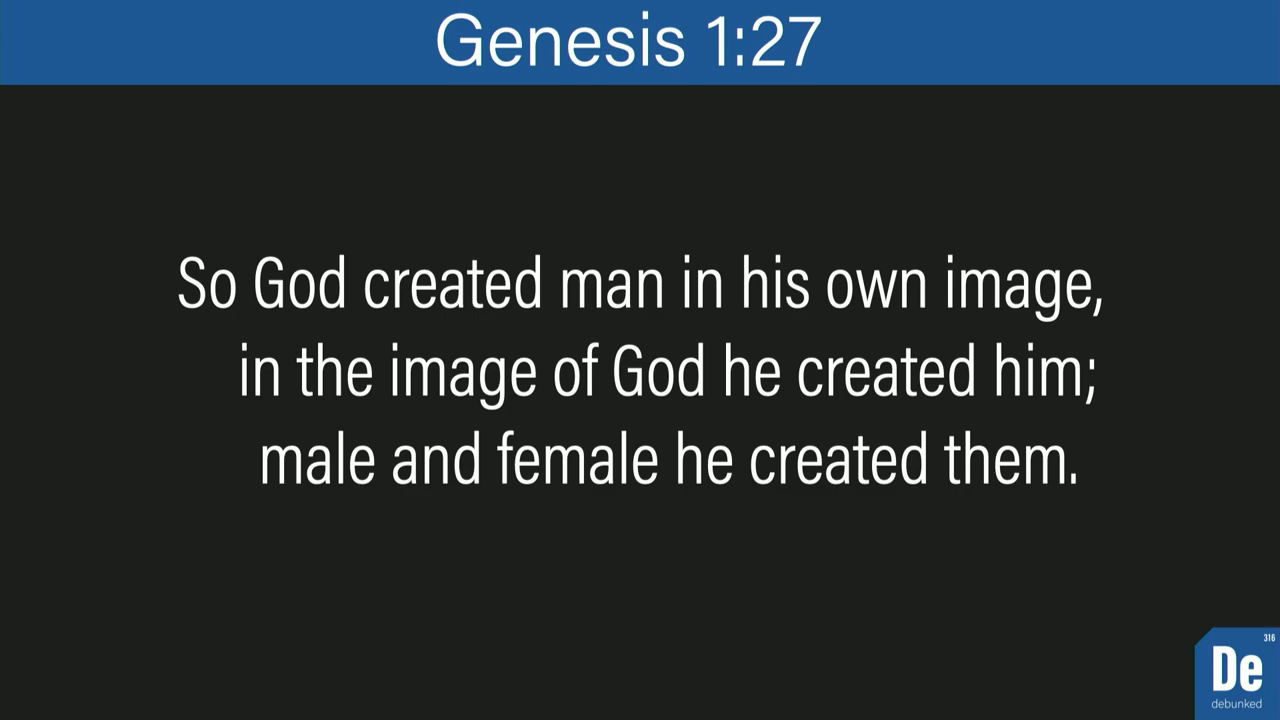 Genesis 1:27
So God created man in his own image,
in the image of God he created him;
male and female he created them.
316
De
debunked